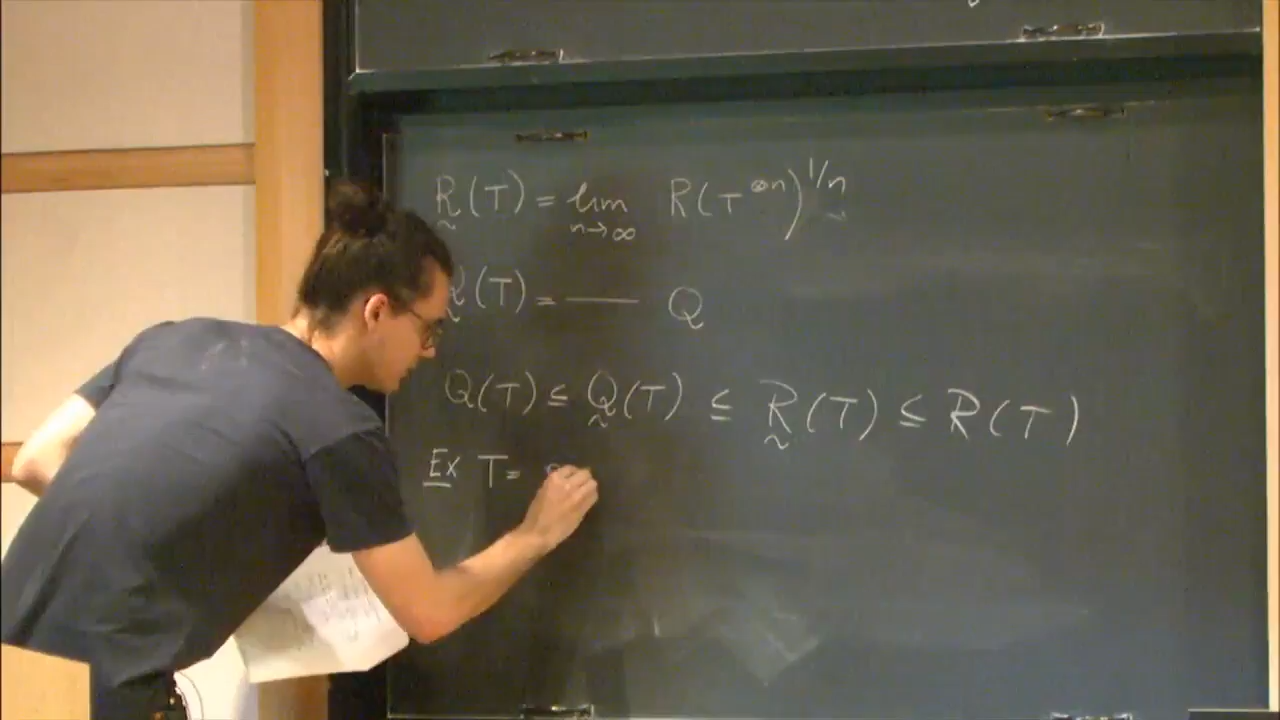 R̰(T) = lim n→∞ R(T^⊗n)^1/n
(T) = —— Q
Q(T) ≤ Q̰(T) ≤ R̰(T) ≤ R(T)
Ex T=